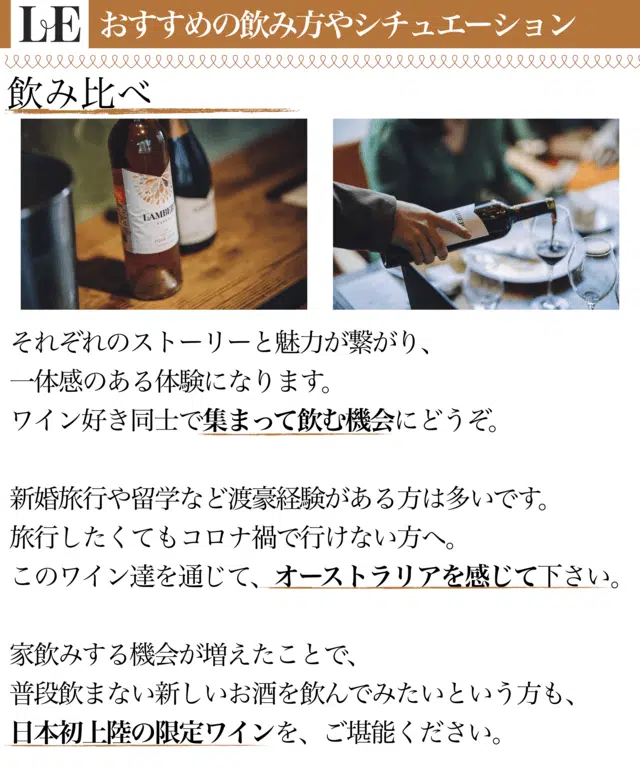 LE おすすめの飲み方やシチュエーション
飲み比べ
LAMBER
それぞれのストーリーと魅力が繋がり、
一体感のある体験になります。
ワイン好き同士で集まって飲む機会にどうぞ。
新婚旅行や留学など渡豪経験がある方は多いです。
旅行したくてもコロナ禍で行けない方へ。
このワイン達を通じて、オーストラリアを感じて下さい。
家飲みする機会が増えたことで、
普段飲まない新しいお酒を飲んでみたいという方も、
日本初上陸の限定ワインを、ご堪能ください。